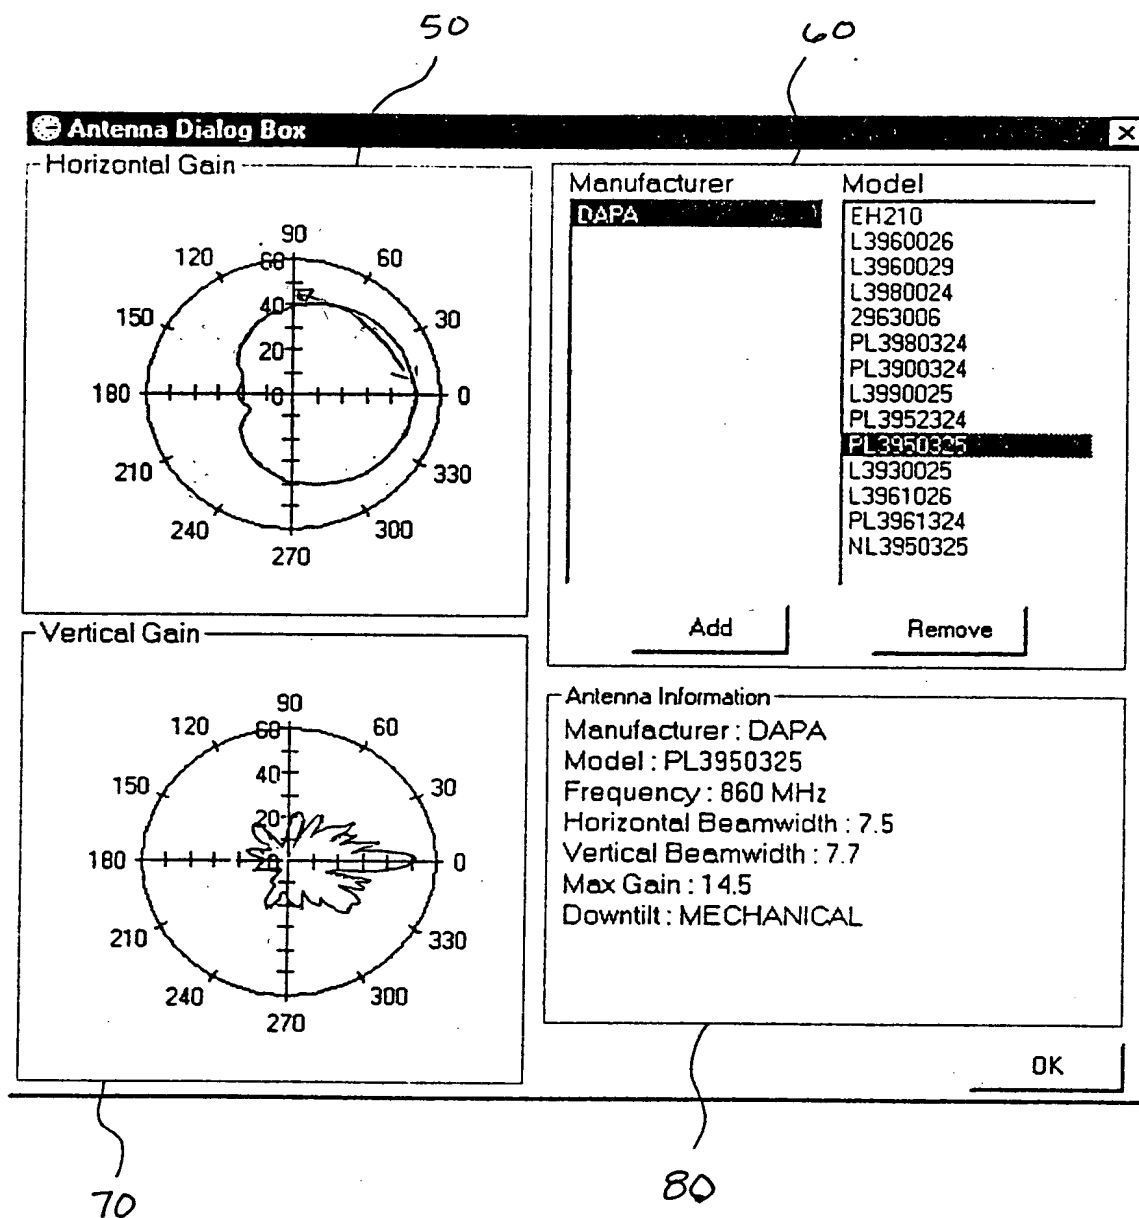 50 60
Antenna Dialog Box
Horizontal Gain
90
120 60 60
150 40 30
20
180 0 0
210 330
240 300
270
Manufacturer Model
DAPA EH210
L3960026
L3960029
L3980024
2963006
PL3980324
PL3900324
L3990025
PL3952324
PL3950325
L3930025
L3961026
PL3961324
NL3950325
Add Remove
Vertical Gain
90
120 60 60
150 40 30
20
180 20 0
210 330
240 300
270
Antenna Information
Manufacturer : DAPA
Model : PL3950325
Frequency : 860 MHz
Horizontal Beamwidth : 7.5
Vertical Beamwidth : 7.7
Max Gain : 14.5
Downtilt : MECHANICAL
OK
70 80